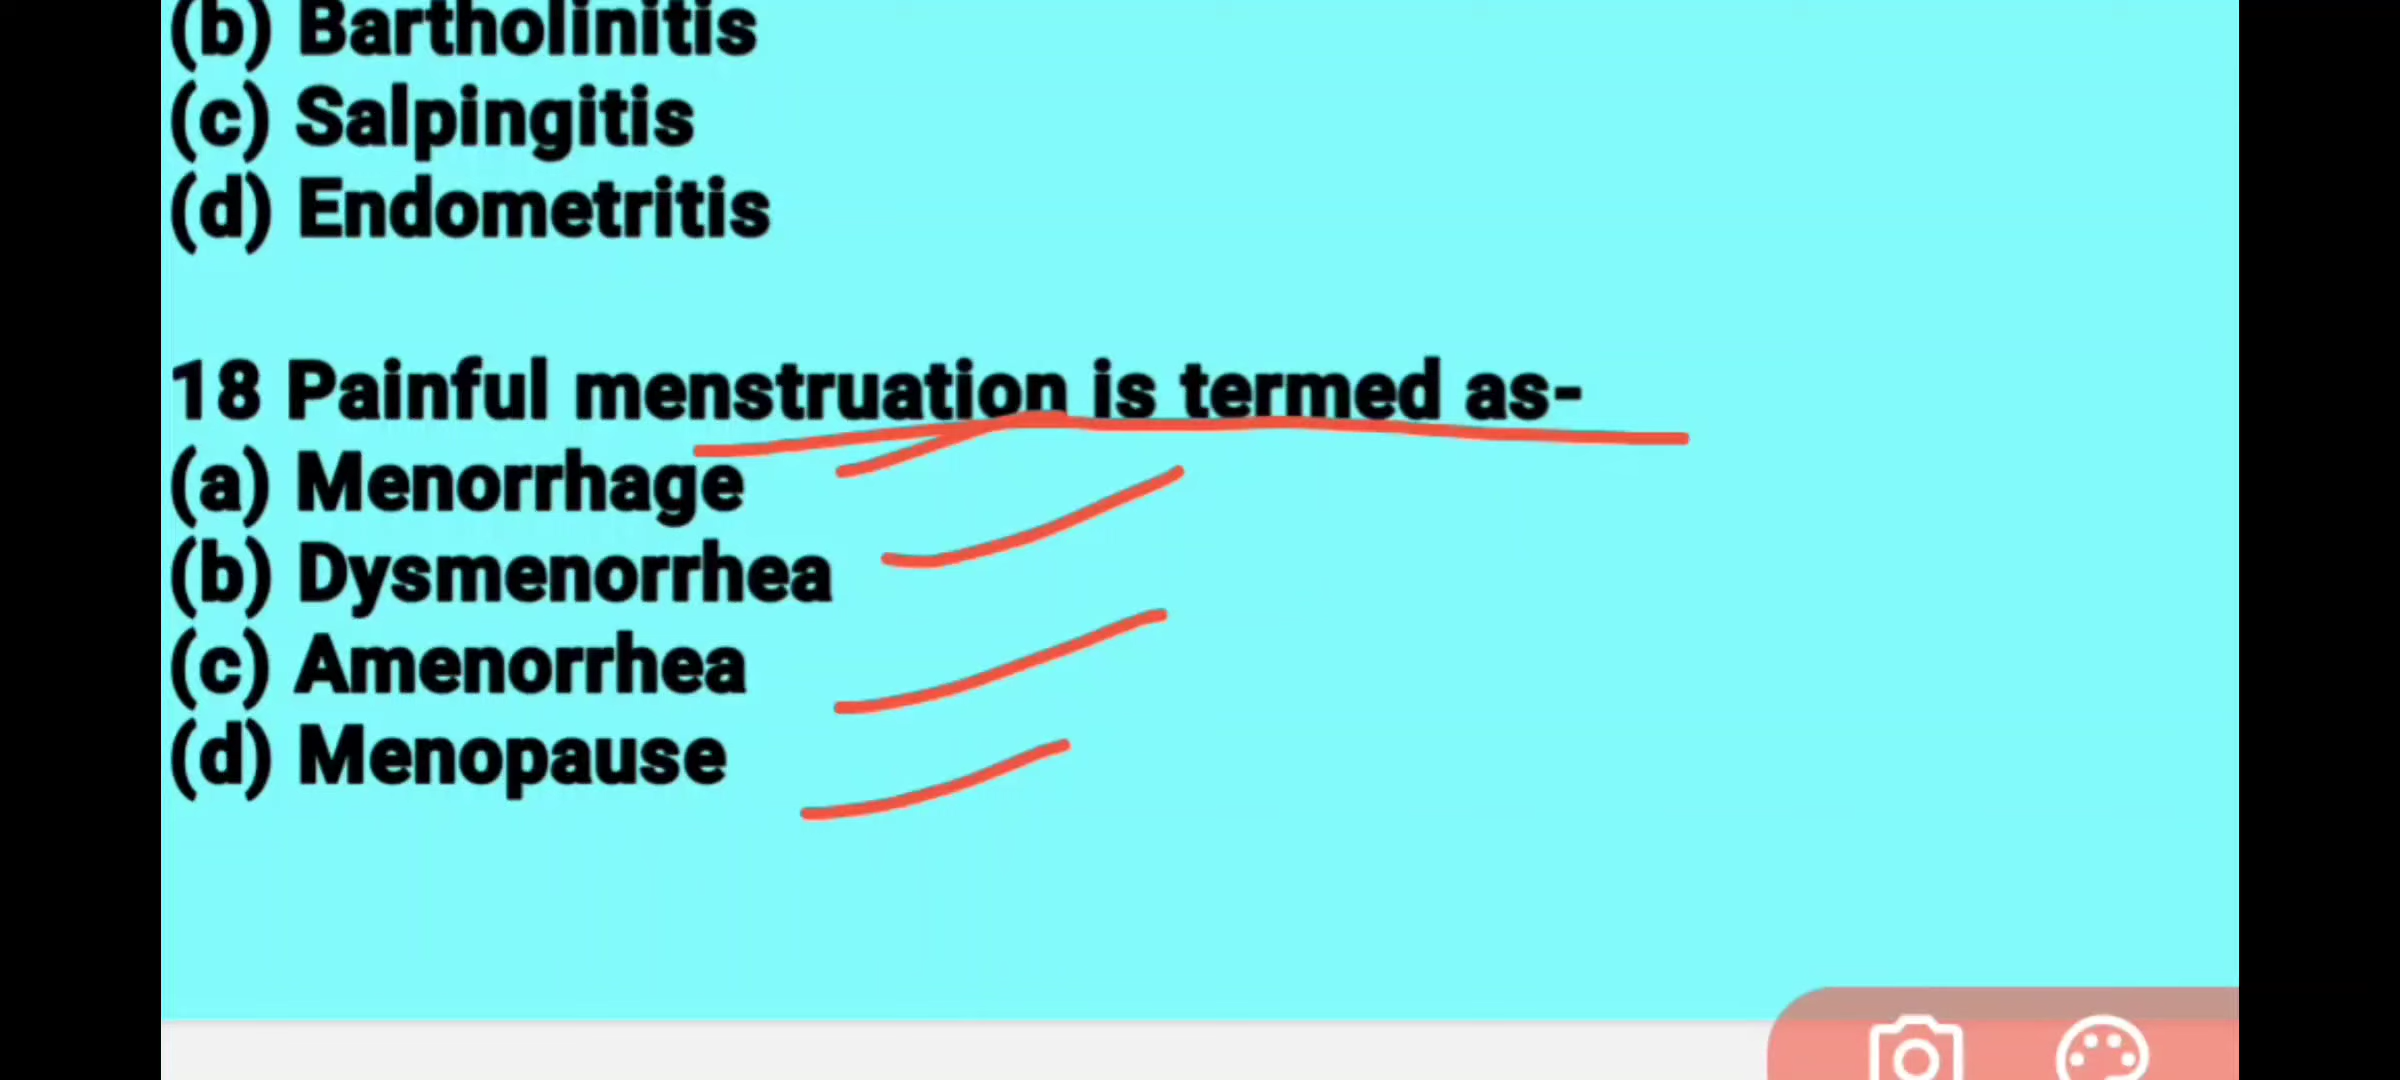 (b) Bartholinitis
(c) Salpingitis
(d) Endometritis
18 Painful menstruation is termed as-
(a) Menorrhage
(b) Dysmenorrhea
(c) Amenorrhea
(d) Menopause